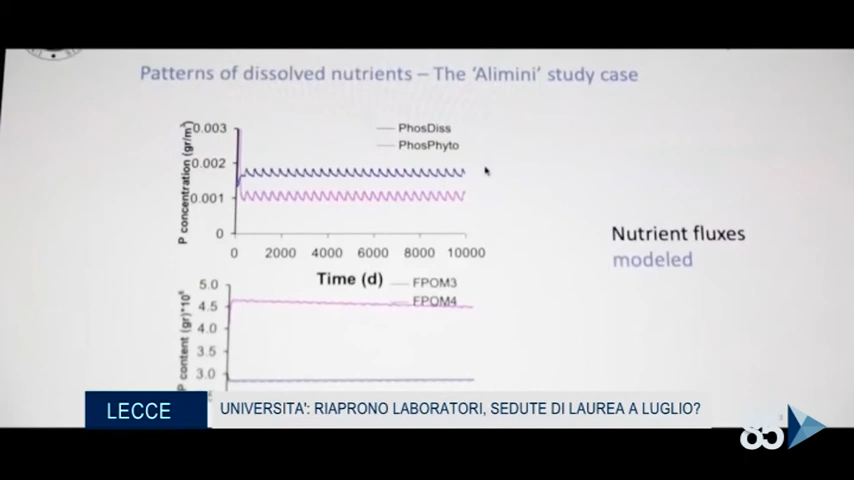 Patterns of dissolved nutrients – The 'Alimini' study case
P concentration (gr/m³)
0.003
0.002
0.001
0
PhosDiss
PhosPhyto
0 2000 4000 6000 8000 10000
Time (d)
Nutrient fluxes
modeled
5.0
4.5
4.0
3.5
3.0
FPOM3
FPOM4
LECCE
UNIVERSITA': RIAPRONO LABORATORI, SEDUTE DI LAUREA A LUGLIO?
85